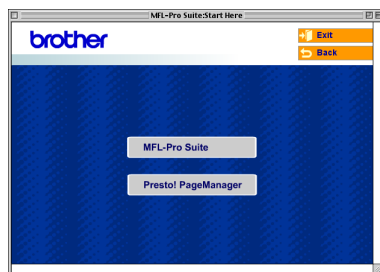 MFL-Pro Suite:Start Here
brother
Exit
Back
MFL-Pro Suite
Presto! PageManager